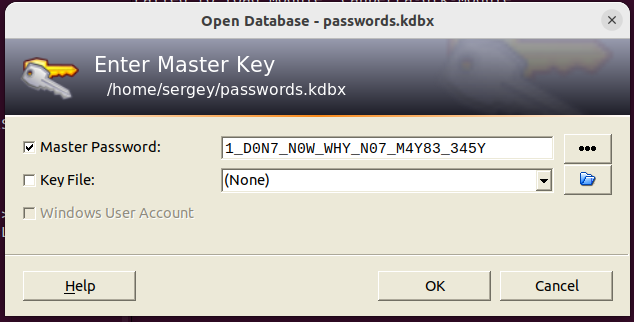 Open Database - passwords.kdbx
Enter Master Key
/home/sergey/passwords.kdbx
Master Password:
1_D0N7_N0W_WHY_N07_M4Y83_345Y
Key File:
(None)
Windows User Account
Help
OK
Cancel